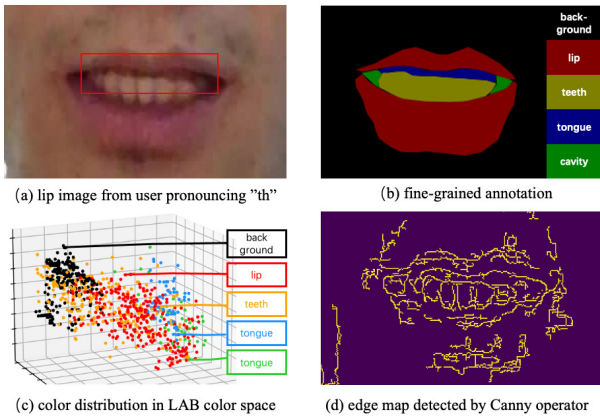 back-
ground
lip
teeth
tongue
cavity
(a) lip image from user pronouncing ”th”
(b) fine-grained annotation
back
ground
lip
teeth
tongue
tongue
(c) color distribution in LAB color space
(d) edge map detected by Canny operator